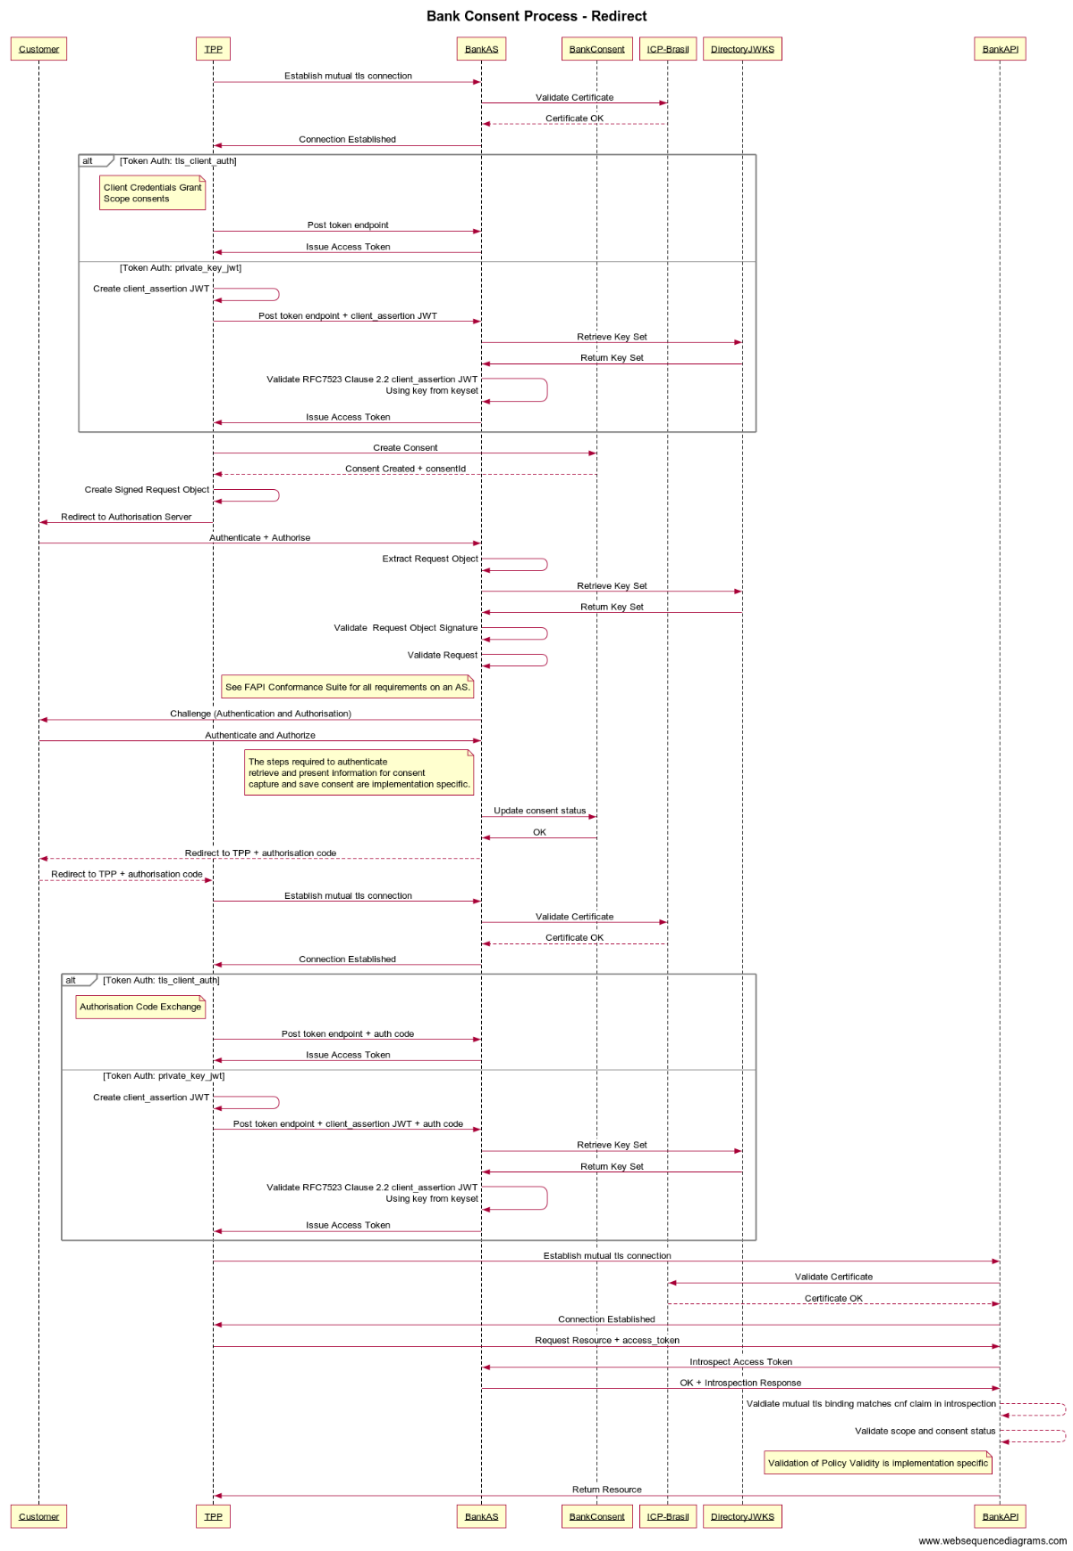 Bank Consent Process - Redirect
Customer
TPP
BankAS
BankConsent
ICP-Brasil
DirectoryJWKS
BankAPI
Establish mutual tls connection
Validate Certificate
Certificate OK
Connection Established
alt
[Token Auth: tls_client_auth]
Client Credentials Grant
Scope consents
Post token endpoint
Issue Access Token
[Token Auth: private_key_jwt]
Create client_assertion JWT
Post token endpoint + client_assertion JWT
Retrieve Key Set
Return Key Set
Validate RFC7523 Clause 2.2 client_assertion JWT
Using key from keyset
Issue Access Token
Create Consent
Consent Created + consentId
Create Signed Request Object
Redirect to Authorisation Server
Authenticate + Authorise
Extract Request Object
Retrieve Key Set
Return Key Set
Validate  Request Object Signature
Validate Request
See FAPI Conformance Suite for all requirements on an AS.
Challenge (Authentication and Authorisation)
Authenticate and Authorize
The steps required to authenticate
retrieve and present information for consent
capture and save consent are implementation specific.
Update consent status
OK
Redirect to TPP + authorisation code
Redirect to TPP + authorisation code
Establish mutual tls connection
Validate Certificate
Certificate OK
Connection Established
alt
[Token Auth: tls_client_auth]
Authorisation Code Exchange
Post token endpoint + auth code
Issue Access Token
[Token Auth: private_key_jwt]
Create client_assertion JWT
Post token endpoint + client_assertion JWT + auth code
Retrieve Key Set
Return Key Set
Validate RFC7523 Clause 2.2 client_assertion JWT
Using key from keyset
Issue Access Token
Establish mutual tls connection
Validate Certificate
Certificate OK
Connection Established
Request Resource + access_token
Introspect Access Token
OK + Introspection Response
Valdiate mutual tls binding matches cnf claim in introspection
Validate scope and consent status
Validation of Policy Validity is implementation specific
Return Resource
Customer
TPP
BankAS
BankConsent
ICP-Brasil
DirectoryJWKS
BankAPI
www.websequencediagrams.com